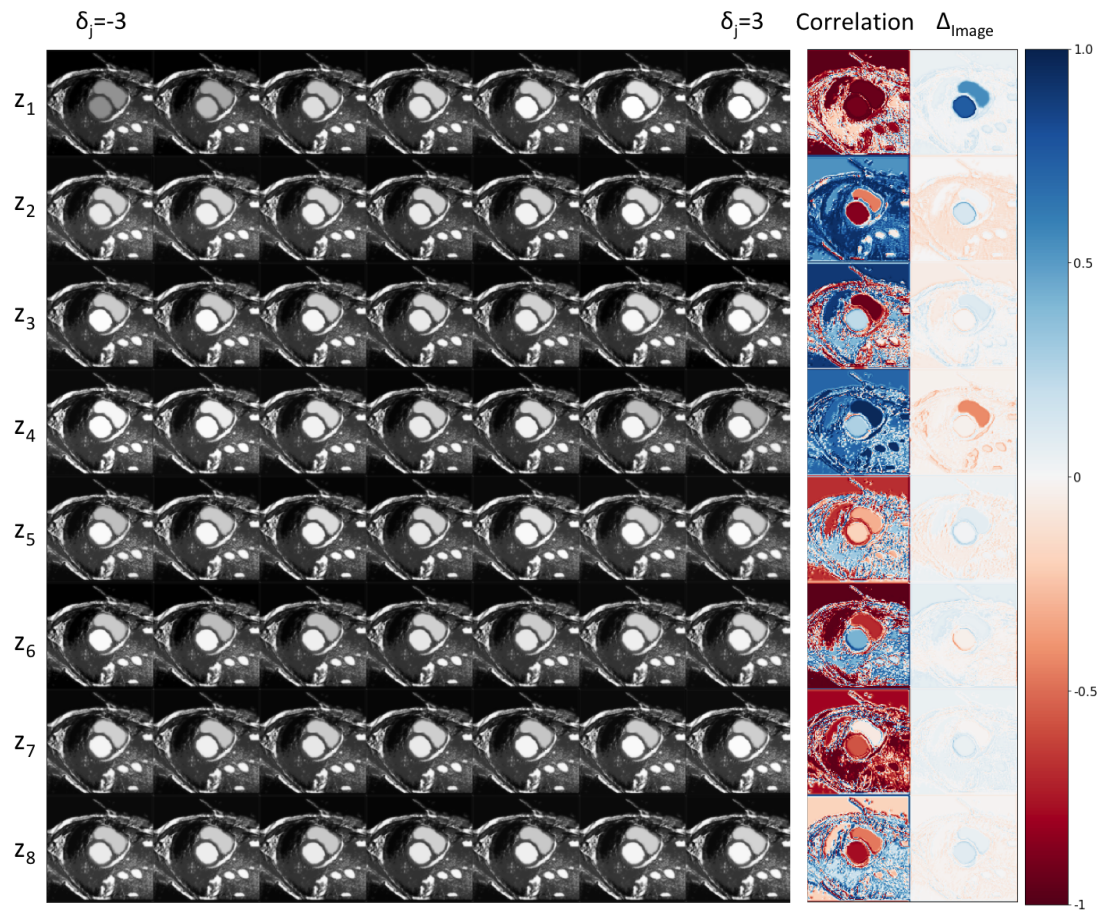 δj=-3 δj=3 Correlation ΔImage
1.0
z1
z2
0.5
z3
z4
0
z5
z6
-0.5
z7
z8
-1